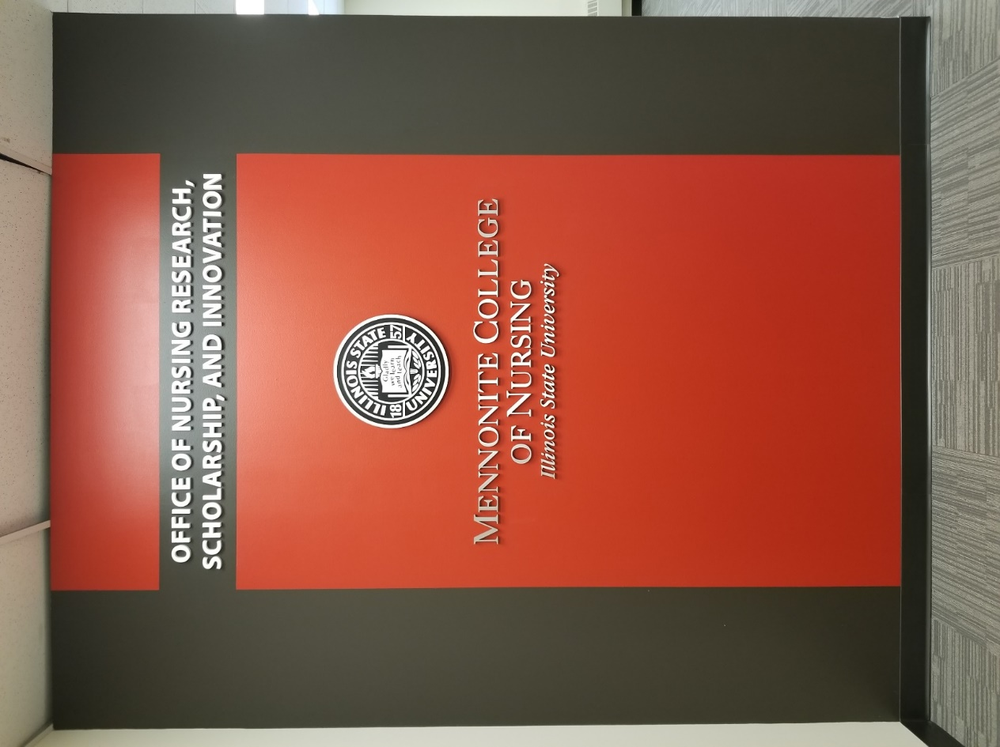 OFFICE OF NURSING RESEARCH,
SCHOLARSHIP, AND INNOVATION
ILLINOIS STATE
18 57
Gladly
we learn
and teach
UNIVERSITY
MENNONITE COLLEGE
OF NURSING
Illinois State University